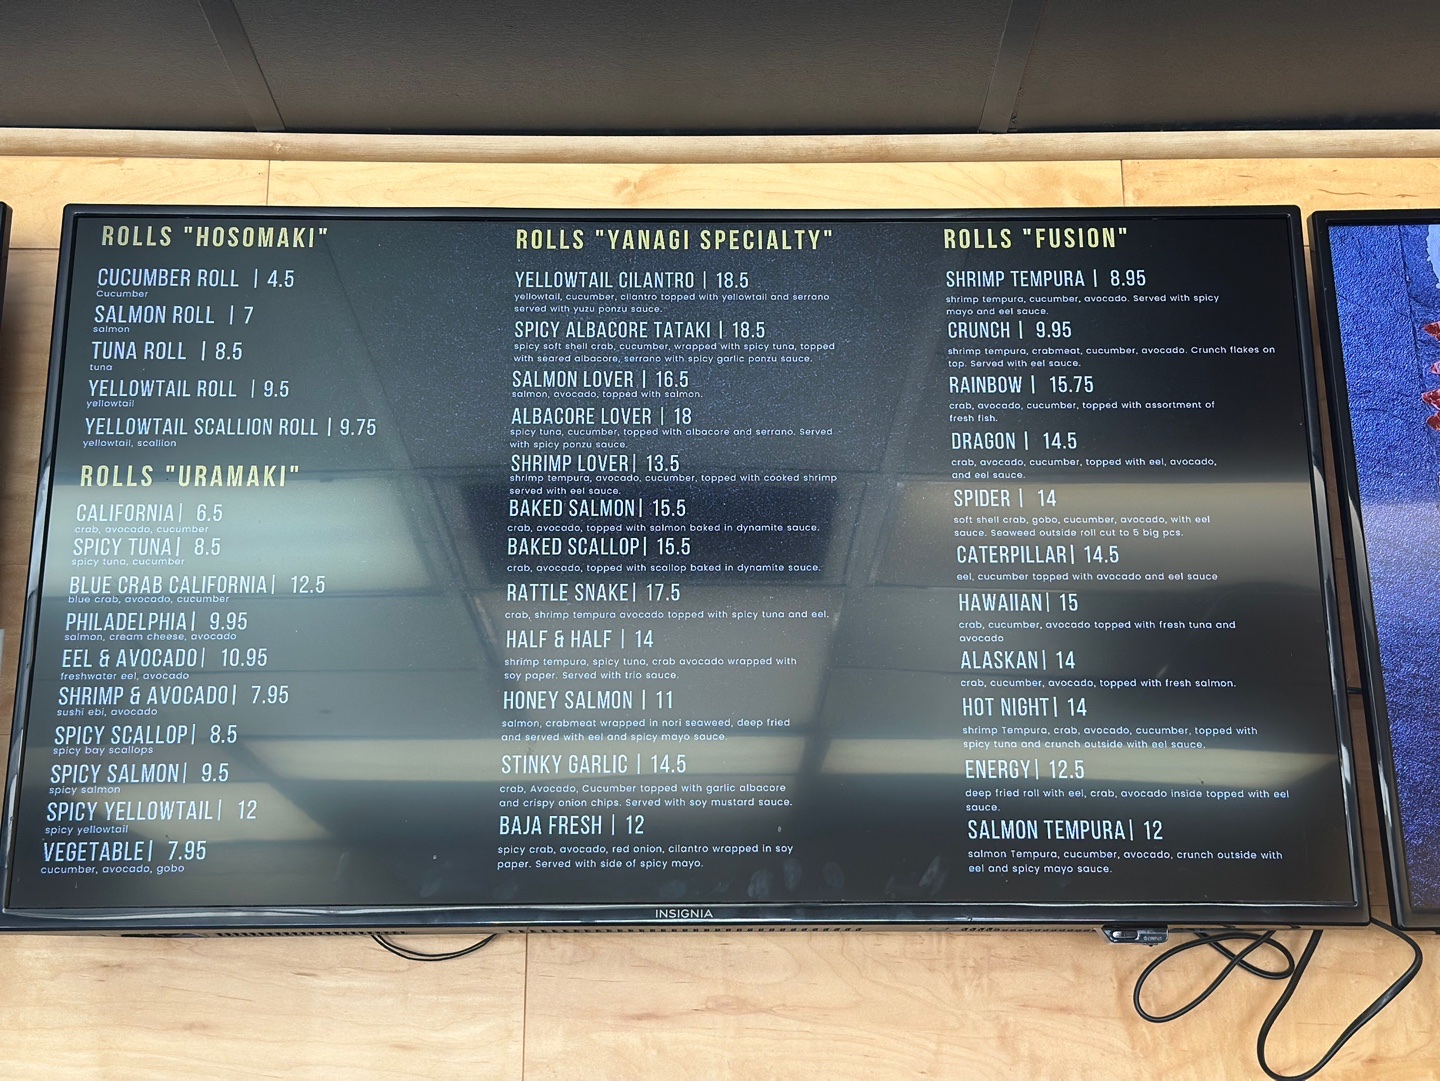 ROLLS "HOSOMAKI"
CUCUMBER ROLL | 4.5
Cucumber
SALMON ROLL | 7
salmon
TUNA ROLL | 8.5
tuna
YELLOWTAIL ROLL | 9.5
yellowtail
YELLOWTAIL SCALLION ROLL | 9.75
yellowtail, scallion
ROLLS "URAMAKI"
CALIFORNIA| 6.5
crab, avocado, cucumber
SPICY TUNA| 8.5
spicy tuna, cucumber
BLUE CRAB CALIFORNIA| 12.5
blue crab, avocado, cucumber
PHILADELPHIA| 9.95
salmon, cream cheese, avocado
EEL & AVOCADO| 10.95
freshwater eel, avocado
SHRIMP & AVOCADO| 7.95
sushi ebi, avocado
SPICY SCALLOP| 8.5
spicy bay scallops
SPICY SALMON| 9.5
spicy salmon
SPICY YELLOWTAIL| 12
spicy yellowtail
VEGETABLE| 7.95
cucumber, avocado, gobo
ROLLS "YANAGI SPECIALTY"
YELLOWTAIL CILANTRO | 18.5
yellowtail, cucumber, cilantro topped with yellowtail and serrano
served with yuzu ponzu sauce.
SPICY ALBACORE TATAKI | 18.5
spicy soft shell crab, cucumber, wrapped with spicy tuna, topped
with seared albacore, serrano with spicy garlic ponzu sauce.
SALMON LOVER | 16.5
salmon, avocado, topped with salmon.
ALBACORE LOVER | 18
spicy tuna, cucumber, topped with albacore and serrano. Served
with spicy ponzu sauce.
SHRIMP LOVER| 13.5
shrimp tempura, avocado, cucumber, topped with cooked shrimp
served with eel sauce.
BAKED SALMON| 15.5
crab, avocado, topped with salmon baked in dynamite sauce.
BAKED SCALLOP| 15.5
crab, avocado, topped with scallop baked in dynamite sauce.
RATTLE SNAKE| 17.5
crab, shrimp tempura avocado topped with spicy tuna and eel.
HALF & HALF | 14
shrimp tempura, spicy tuna, crab avocado wrapped with
soy paper. Served with trio sauce.
HONEY SALMON | 11
salmon, crabmeat wrapped in nori seaweed, deep fried
and served with eel and spicy mayo sauce.
STINKY GARLIC | 14.5
crab, Avocado, Cucumber topped with garlic albacore
and crispy onion chips. Served with soy mustard sauce.
BAJA FRESH | 12
spicy crab, avocado, red onion, cilantro wrapped in soy
paper. Served with side of spicy mayo.
ROLLS "FUSION"
SHRIMP TEMPURA | 8.95
shrimp tempura, cucumber, avocado. Served with spicy
mayo and eel sauce.
CRUNCH | 9.95
shrimp tempura, crabmeat, cucumber, avocado. Crunch flakes on
top. Served with eel sauce.
RAINBOW | 15.75
crab, avocado, cucumber, topped with assortment of
fresh fish.
DRAGON | 14.5
crab, avocado, cucumber, topped with eel, avocado,
and eel sauce.
SPIDER | 14
soft shell crab, gobo, cucumber, avocado, with eel
sauce. Seaweed outside roll cut to 5 big pcs.
CATERPILLAR| 14.5
eel, cucumber topped with avocado and eel sauce
HAWAIIAN| 15
crab, cucumber, avocado topped with fresh tuna and
avocado
ALASKAN| 14
crab, cucumber, avocado, topped with fresh salmon.
HOT NIGHT| 14
shrimp Tempura, crab, avocado, cucumber, topped with
spicy tuna and crunch outside with eel sauce.
ENERGY| 12.5
deep fried roll with eel, crab, avocado inside topped with eel
sauce.
SALMON TEMPURA| 12
salmon Tempura, cucumber, avocado, crunch outside with
eel and spicy mayo sauce.
INSIGNIA